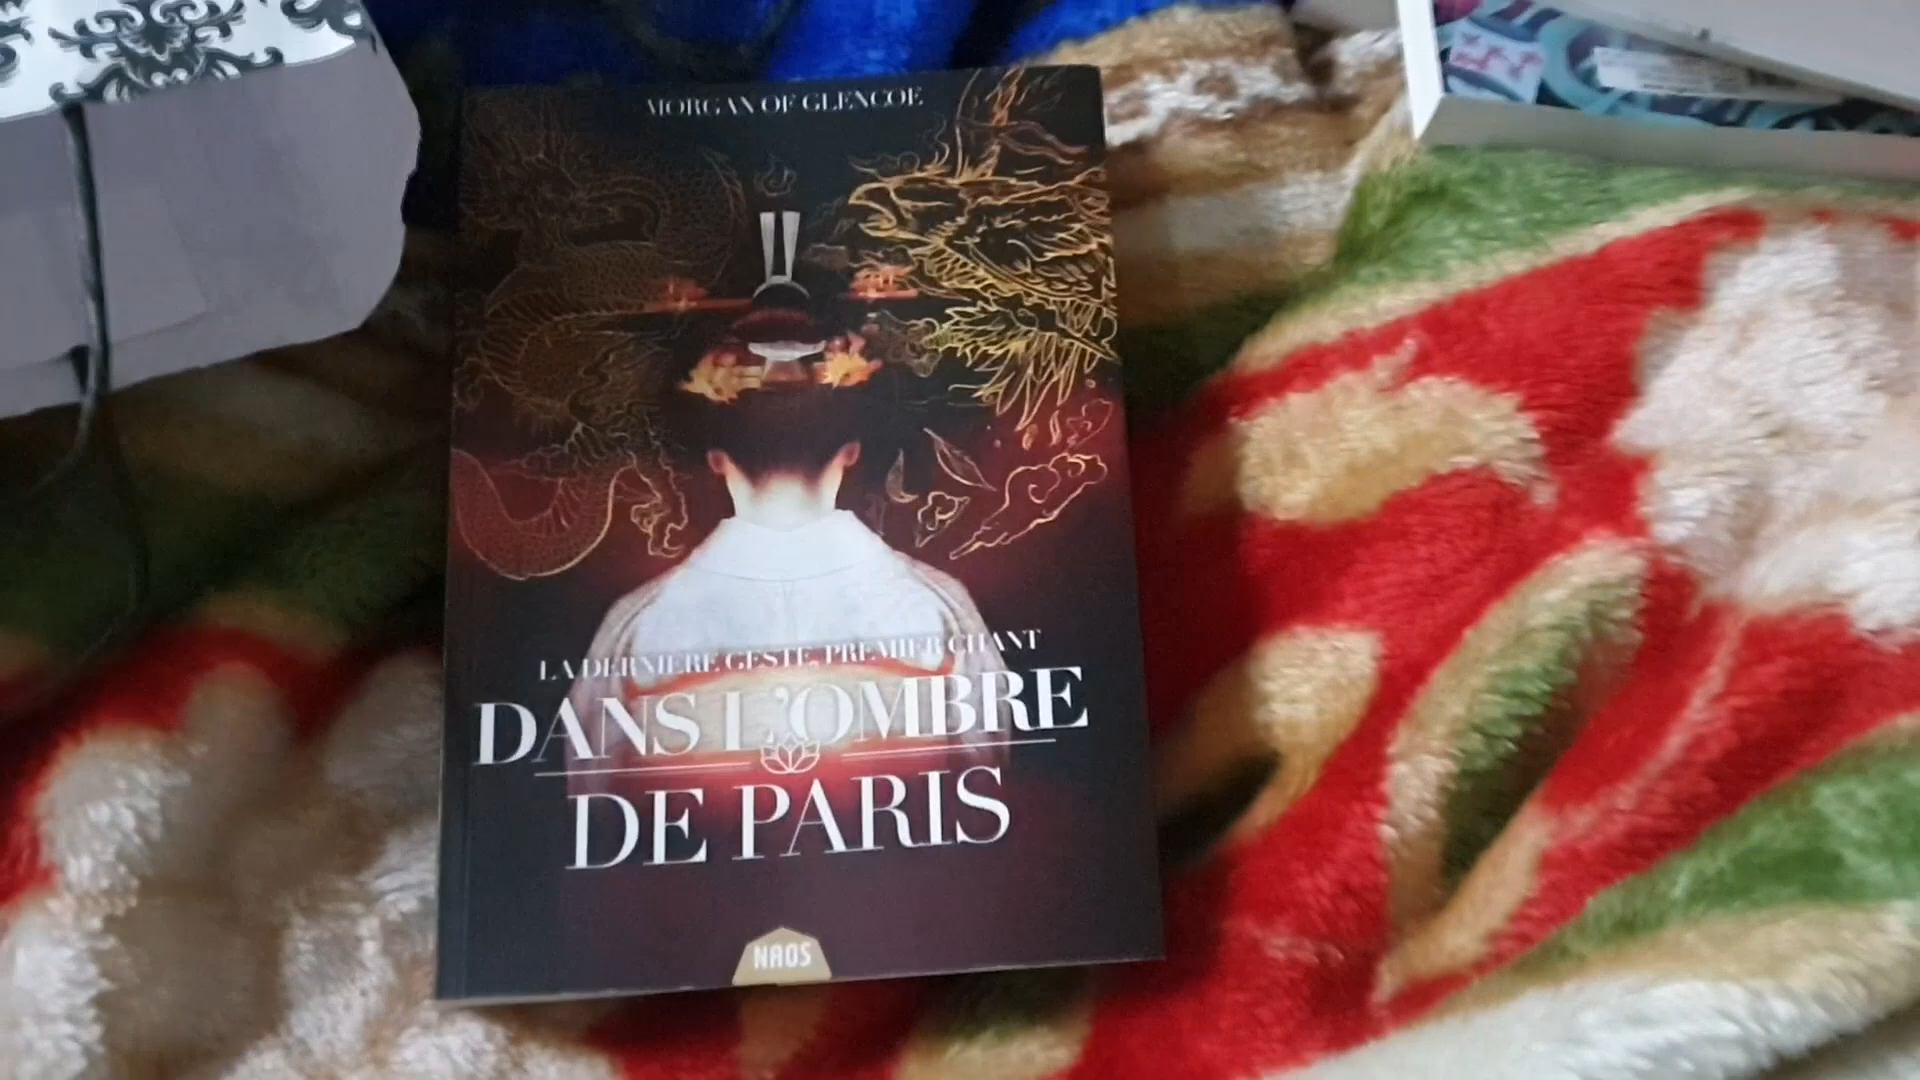 MORGAN OF GLENCOE
LA DERNIÈRE GESTE, PREMIER CHANT
DANS L'OMBRE
DE PARIS
NAOS